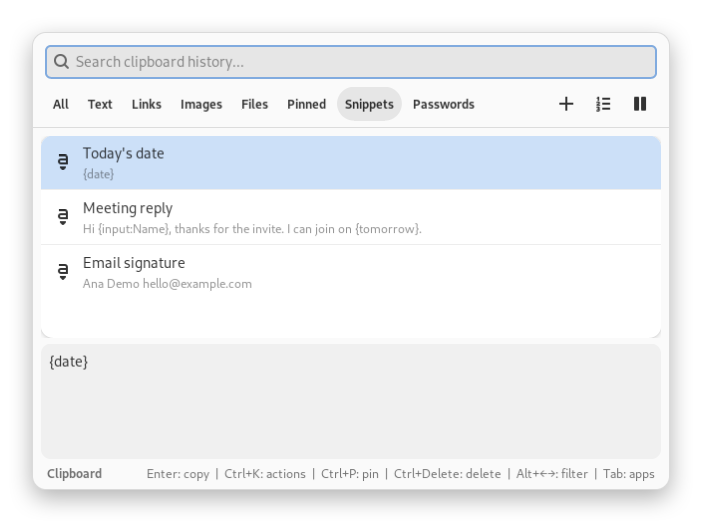 Search clipboard history...
All Text Links Images Files Pinned Snippets Passwords
Today's date
{date}
Meeting reply
Hi {input:Name}, thanks for the invite. I can join on {tomorrow}.
Email signature
Ana Demo hello@example.com
{date}
Clipboard Enter: copy | Ctrl+K: actions | Ctrl+P: pin | Ctrl+Delete: delete | Alt+←→: filter | Tab: apps